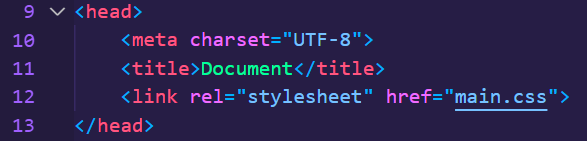 9 <head>
10 <meta charset="UTF-8">
11 <title>Document</title>
12 <link rel="stylesheet" href="main.css">
13 </head>